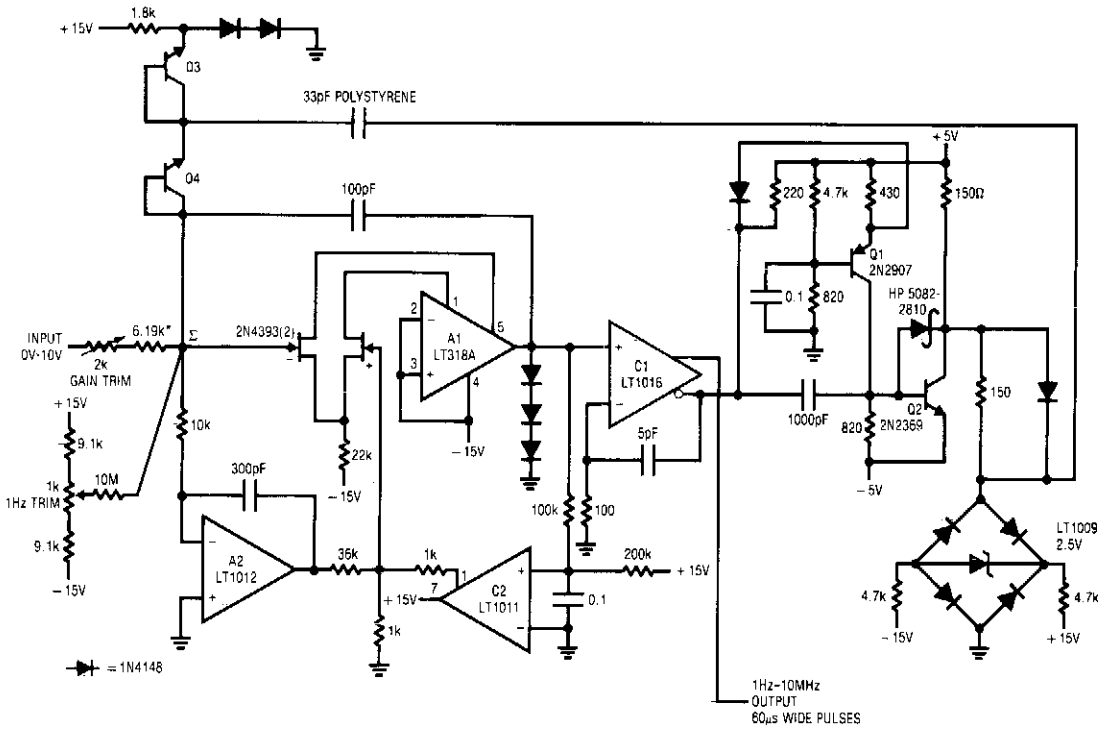 1.8k
+15V
Q3
33pF POLYSTYRENE
+5V
Q4
100pF
220
4.7k
430
150Ω
Q1
2N2907
HP 5082-
2810
0.1
820
INPUT
0V-10V
6.19k*
Σ
2k
GAIN TRIM
2N4393(2)
−
+
1
2
−
A1
LT318A
5
3
+
4
−15V
+
C1
LT1016
−
1000pF
Q2
2N2369
150
820
−5V
+15V
9.1k
1k
1Hz TRIM
10M
9.1k
−15V
10k
22k
−15V
5pF
300pF
100k
100
−
A2
LT1012
+
36k
1k
1
+15V
7
C2
LT1011
+
−
200k
+15V
0.1
1k
LT1009
2.5V
4.7k
−15V
4.7k
+15V
= 1N4148
1Hz-10MHz
OUTPUT
60µs WIDE PULSES